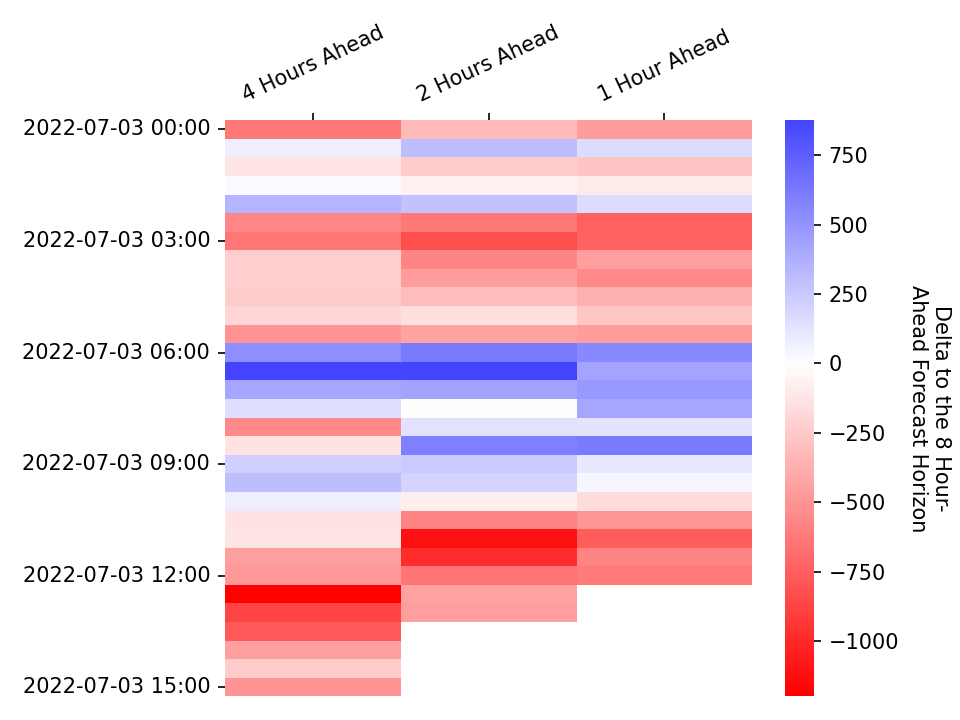 4 Hours Ahead
2 Hours Ahead
1 Hour Ahead
2022-07-03 00:00
2022-07-03 03:00
2022-07-03 06:00
2022-07-03 09:00
2022-07-03 12:00
2022-07-03 15:00
750
500
250
0
−250
−500
−750
−1000
Delta to the 8 Hour-
Ahead Forecast Horizon